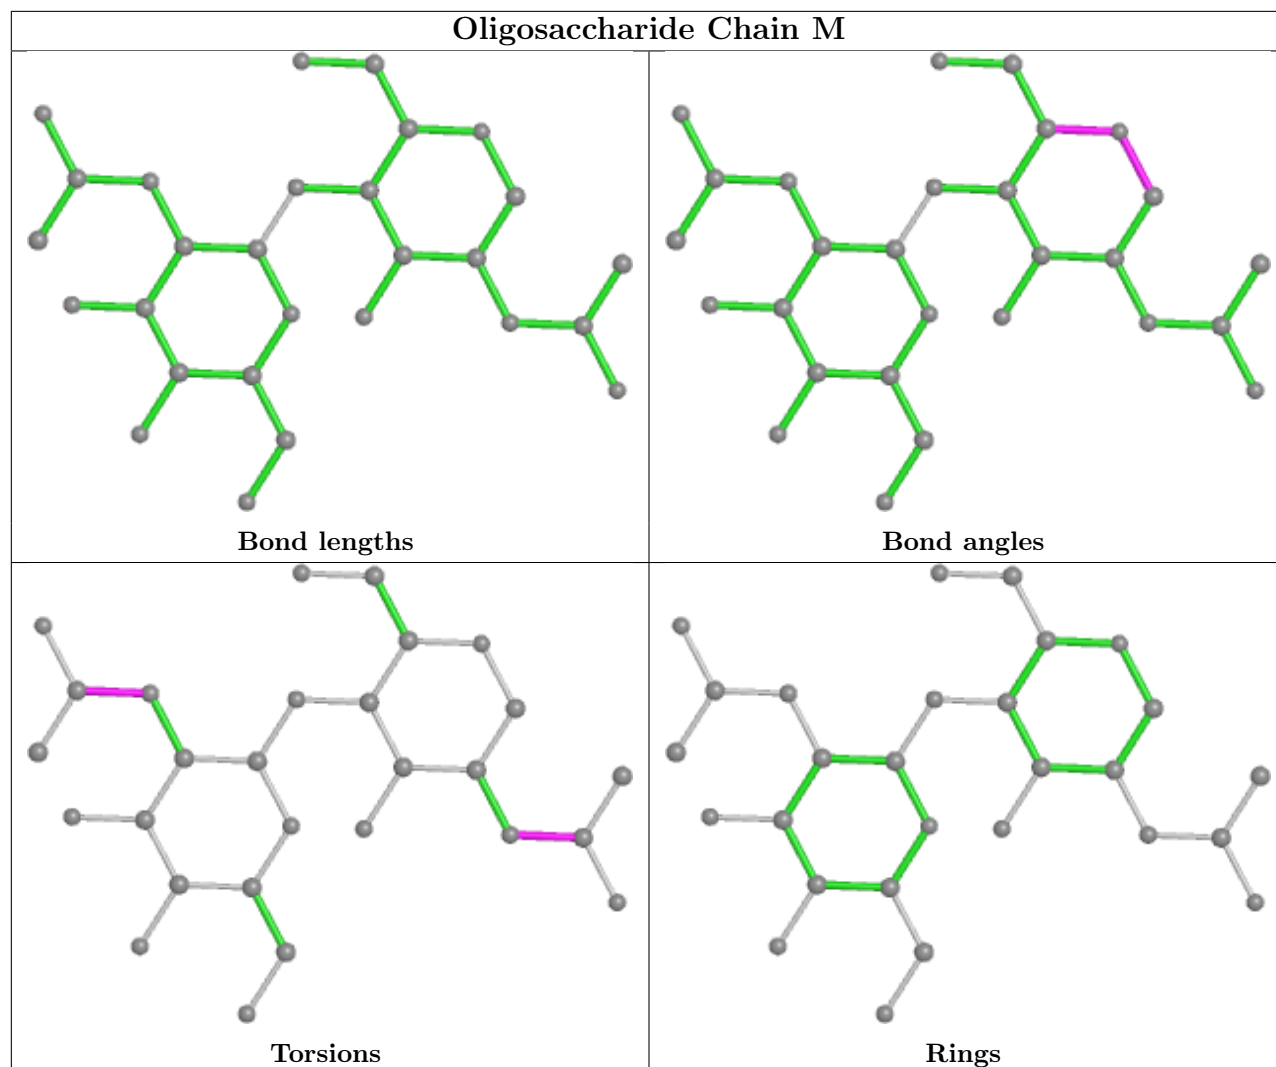 Oligosaccharide Chain M
Bond lengths
Bond angles
Torsions
Rings